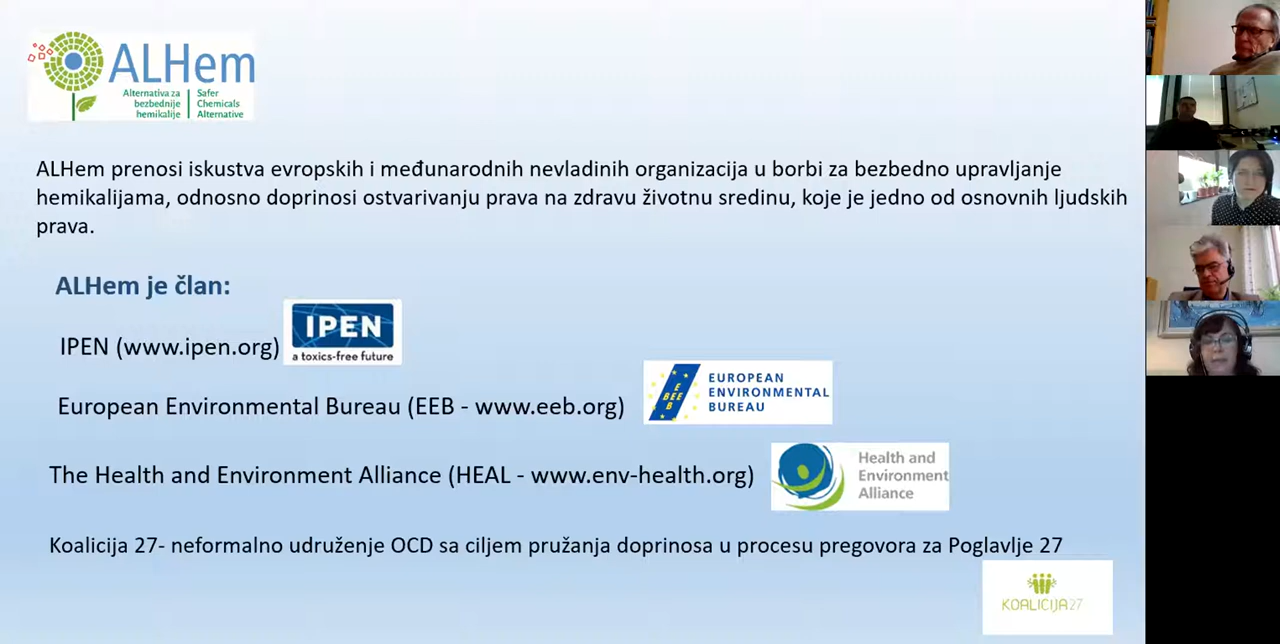 ALHem
Alternativa za
bezbednije
hemikalije
Safer
Chemicals
Alternative
ALHem prenosi iskustva evropskih i međunarodnih nevladinih organizacija u borbi za bezbedno upravljanje
hemikalijama, odnosno doprinosi ostvarivanju prava na zdravu životnu sredinu, koje je jedno od osnovnih ljudskih
prava.
ALHem je član:
IPEN (www.ipen.org)
IPEN
a toxics-free future
European Environmental Bureau (EEB - www.eeb.org)
E
BEE
B
EUROPEAN
ENVIRONMENTAL
BUREAU
The Health and Environment Alliance (HEAL - www.env-health.org)
Health and
Environment
Alliance
Koalicija 27- neformalno udruženje OCD sa ciljem pružanja doprinosa u procesu pregovora za Poglavlje 27
KOALICIJA27